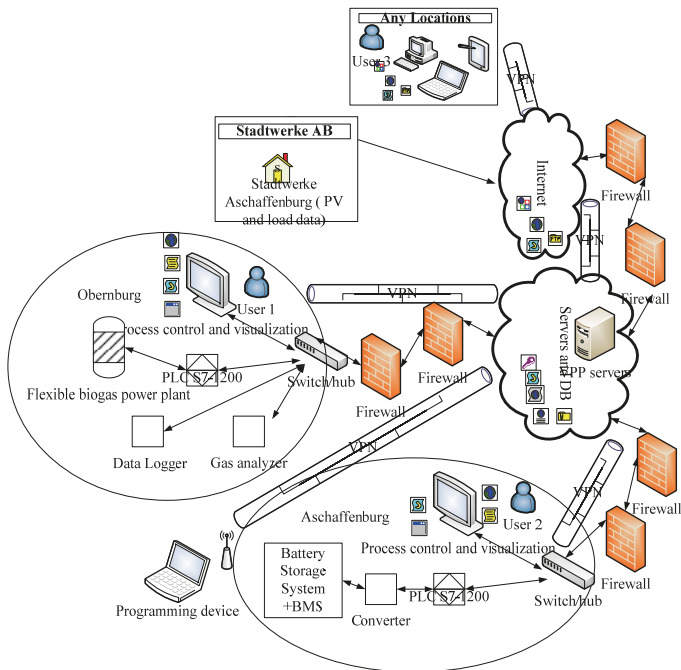 Any Locations
User 3
VPN
Stadtwerke AB
S
Stadtwerke
Aschaffenburg ( PV
and load data)
Internet
FTP
Firewall
VPN
Firewall
Obernburg
User 1
Process control and visualization
VPN
Servers and DB
VPP servers
Flexible biogas power plant
PLC S7-1200
Switch/hub
Firewall
Firewall
Data Logger
Gas analyzer
VPN
Aschaffenburg
User 2
Process control and visualization
VPN
Firewall
Battery
Storage
System
+BMS
Converter
PLC S7-1200
Switch/hub
Firewall
Programming device